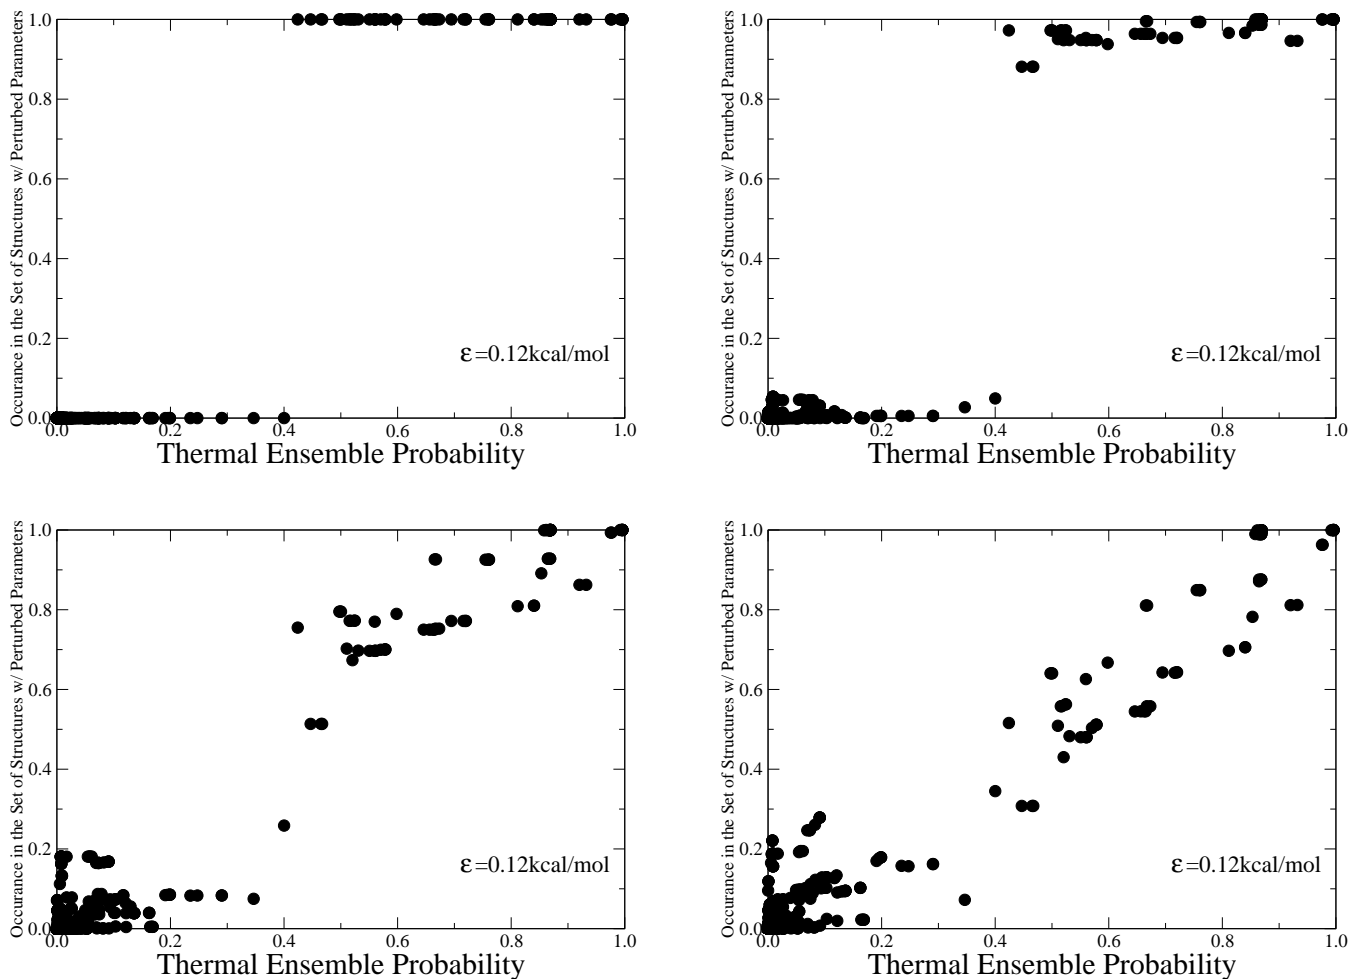 Occurance in the Set of Structures w/ Perturbed Parameters
1.0
0.8
0.6
0.4
0.2
0.0
ε=0.12kcal/mol
0.0 0.2 0.4 0.6 0.8 1.0
Thermal Ensemble Probability
Occurance in the Set of Structures w/ Perturbed Parameters
1.0
0.8
0.6
0.4
0.2
0.0
ε=0.12kcal/mol
0.0 0.2 0.4 0.6 0.8 1.0
Thermal Ensemble Probability
Occurance in the Set of Structures w/ Perturbed Parameters
1.0
0.8
0.6
0.4
0.2
0.0
ε=0.12kcal/mol
0.0 0.2 0.4 0.6 0.8 1.0
Thermal Ensemble Probability
Occurance in the Set of Structures w/ Perturbed Parameters
1.0
0.8
0.6
0.4
0.2
0.0
ε=0.12kcal/mol
0.0 0.2 0.4 0.6 0.8 1.0
Thermal Ensemble Probability